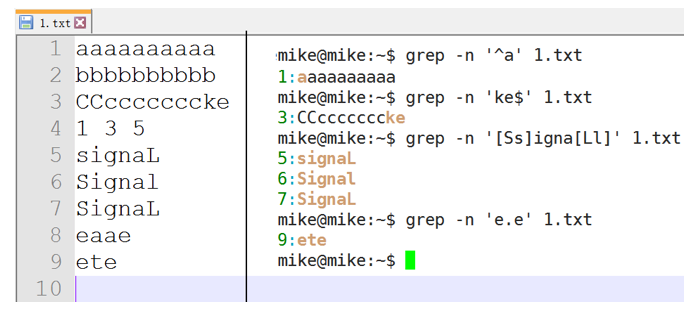 1.txt
1 aaaaaaaaaa
2 bbbbbbbbbb
3 CCccccccccke
4 1 3 5
5 signaL
6 Signal
7 SignaL
8 eaae
9 ete
10
mike@mike:~$ grep -n '^a' 1.txt
1:aaaaaaaaaa
mike@mike:~$ grep -n 'ke$' 1.txt
3:CCccccccccke
mike@mike:~$ grep -n '[Ss]igna[Ll]' 1.txt
5:signaL
6:Signal
7:SignaL
mike@mike:~$ grep -n 'e.e' 1.txt
9:ete
mike@mike:~$